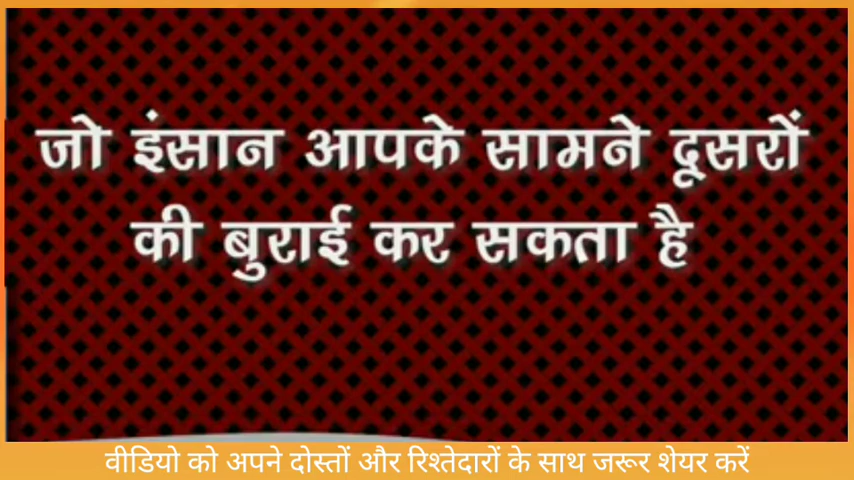 जो इंसान आपके सामने दूसरों
की बुराई कर सकता है
वीडियो को अपने दोस्तों और रिश्तेदारों के साथ जरूर शेयर करें